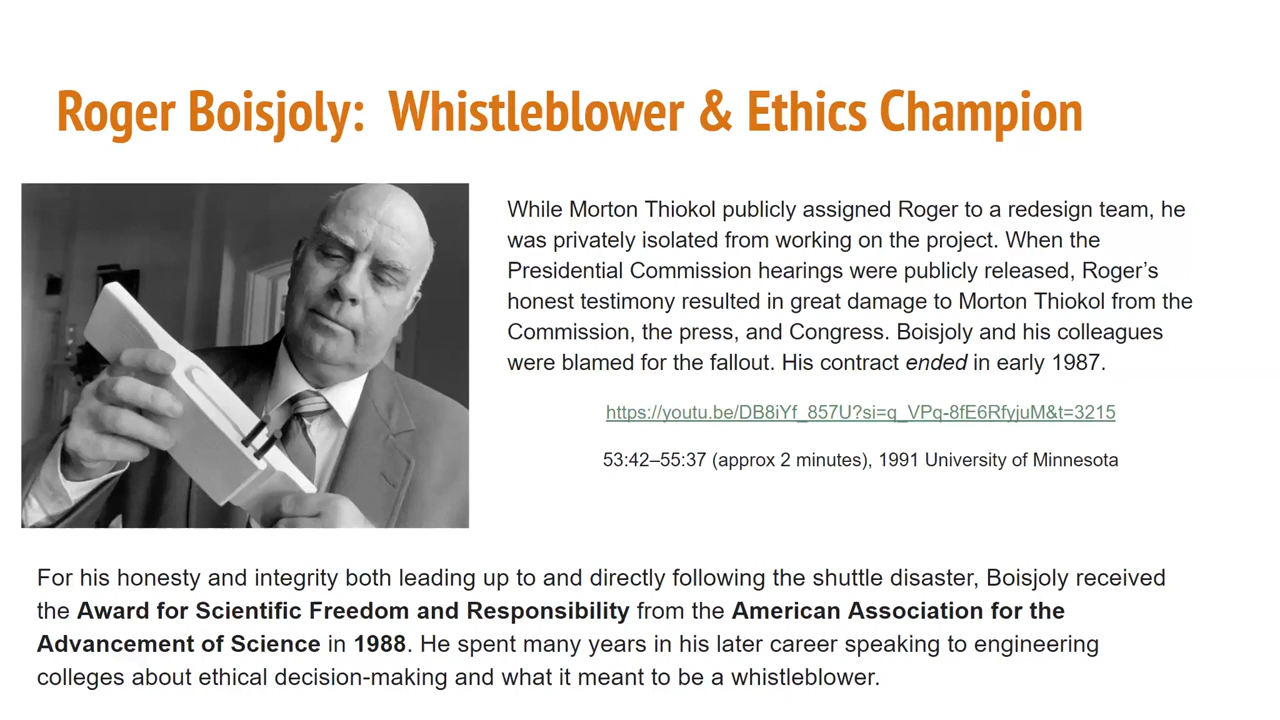 Roger Boisjoly:  Whistleblower & Ethics Champion
While Morton Thiokol publicly assigned Roger to a redesign team, he
was privately isolated from working on the project. When the
Presidential Commission hearings were publicly released, Roger’s
honest testimony resulted in great damage to Morton Thiokol from the
Commission, the press, and Congress. Boisjoly and his colleagues
were blamed for the fallout. His contract ended in early 1987.
https://youtu.be/DB8iYf_857U?si=q_VPq-8fE6RfyjuM&t=3215
53:42–55:37 (approx 2 minutes), 1991 University of Minnesota
For his honesty and integrity both leading up to and directly following the shuttle disaster, Boisjoly received
the Award for Scientific Freedom and Responsibility from the American Association for the
Advancement of Science in 1988. He spent many years in his later career speaking to engineering
colleges about ethical decision-making and what it meant to be a whistleblower.